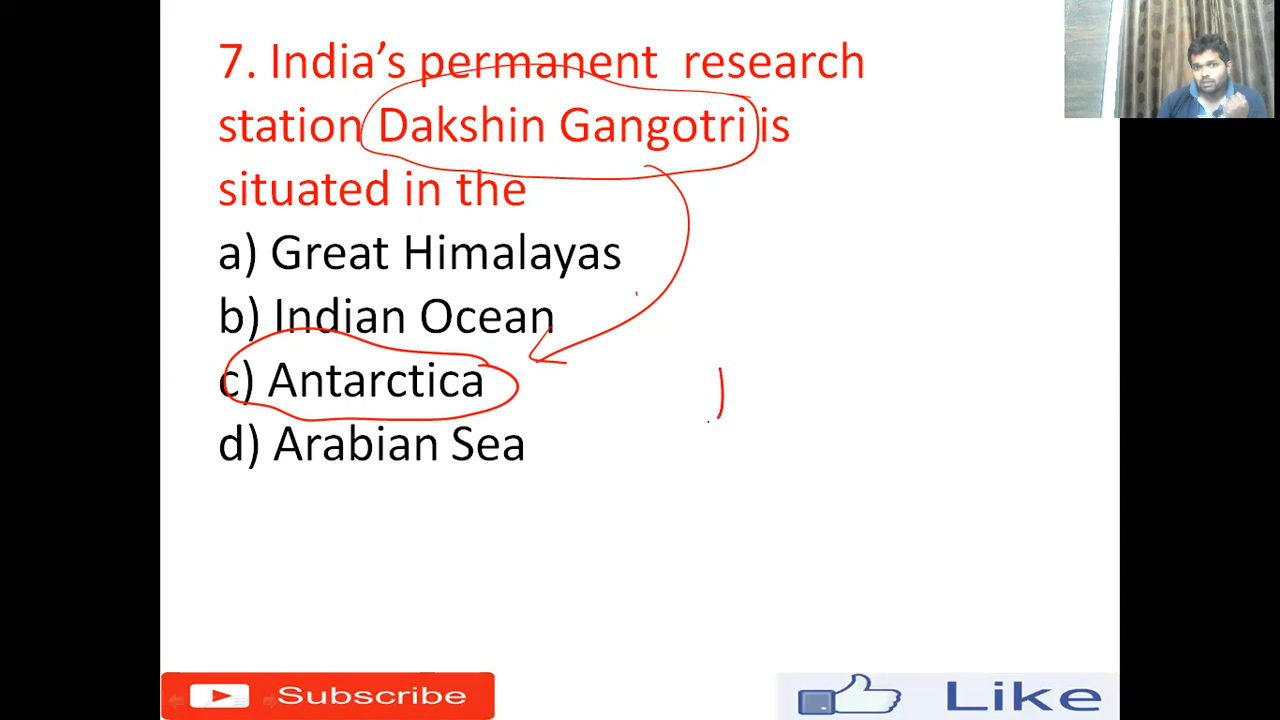 7. India’s permanent research
station Dakshin Gangotri is
situated in the
a) Great Himalayas
b) Indian Ocean
c) Antarctica
d) Arabian Sea
Subscribe
Like